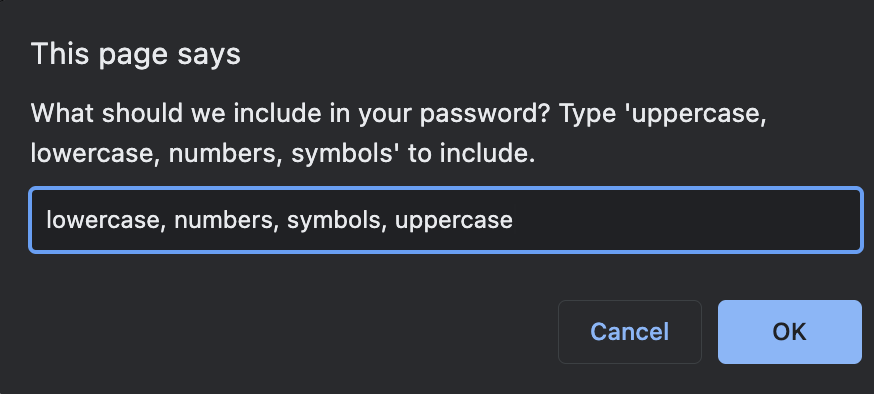 This page says
What should we include in your password? Type 'uppercase,
lowercase, numbers, symbols' to include.
lowercase, numbers, symbols, uppercase
Cancel OK